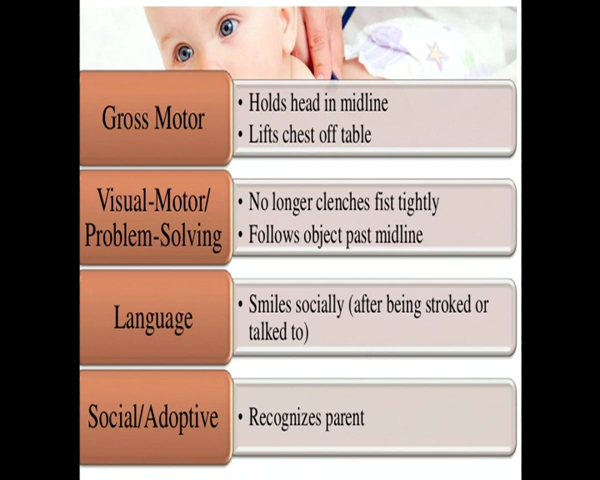 Gross Motor
• Holds head in midline
• Lifts chest off table
Visual-Motor/
Problem-Solving
• No longer clenches fist tightly
• Follows object past midline
Language
• Smiles socially (after being stroked or
talked to)
Social/Adoptive
• Recognizes parent